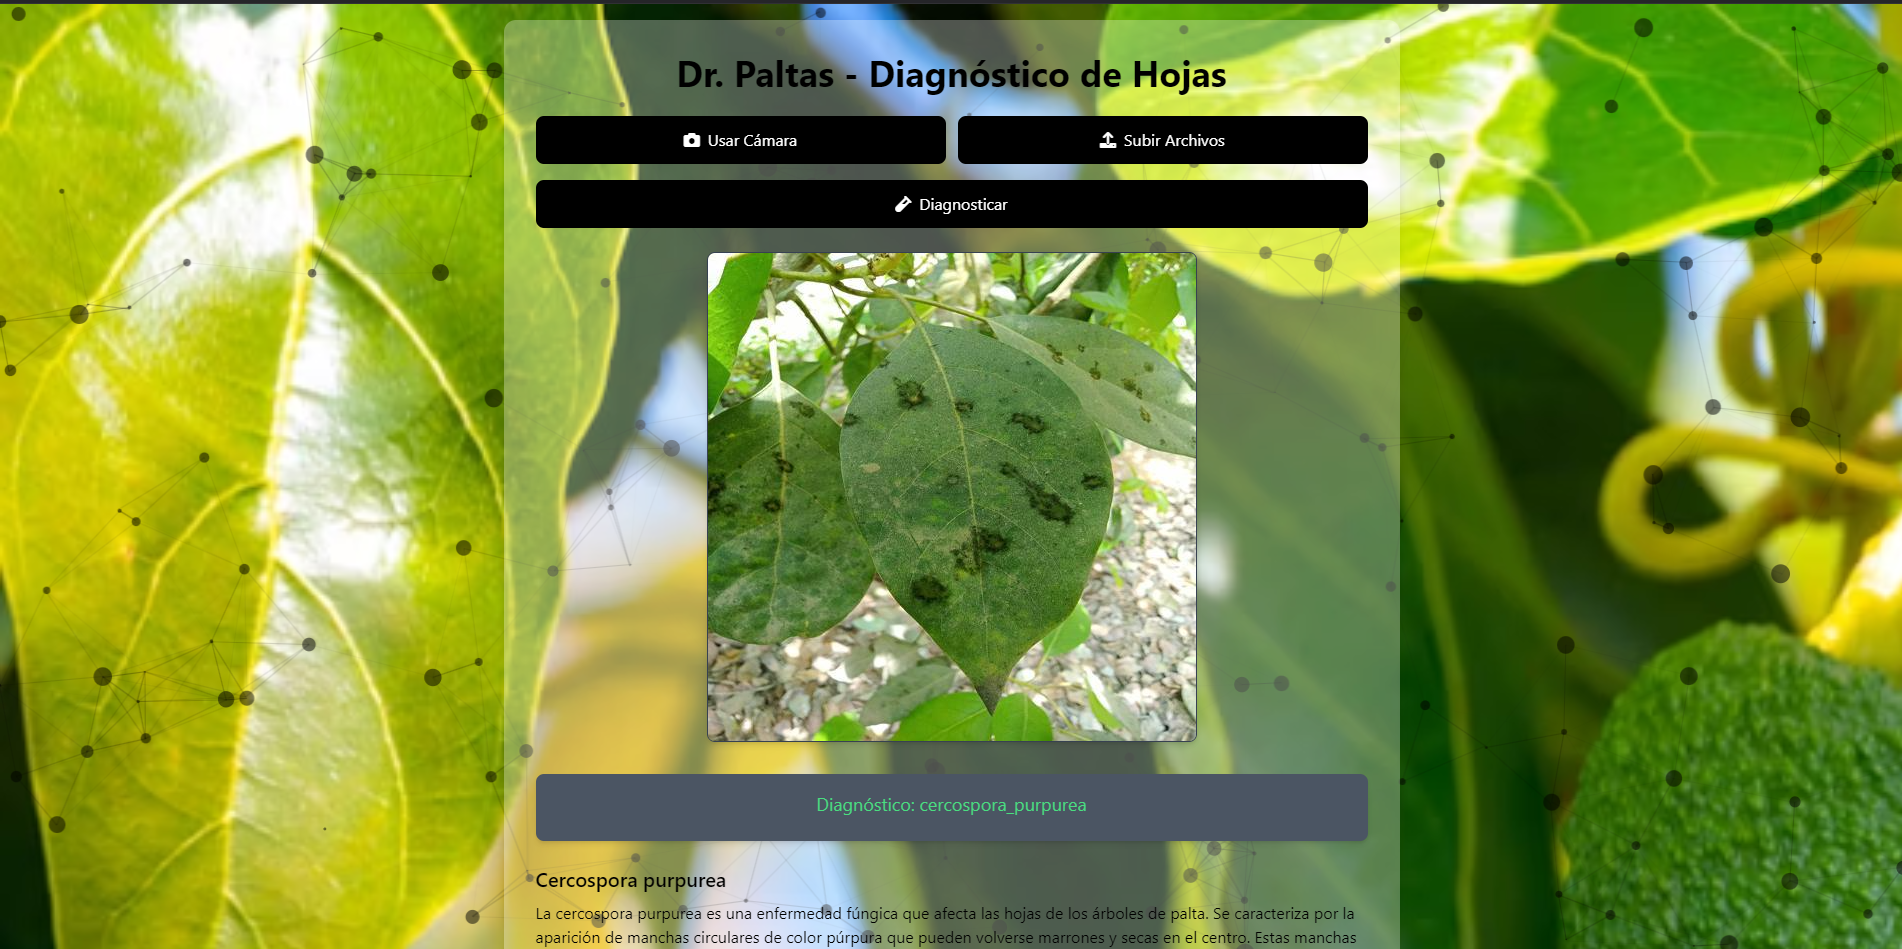 Dr. Paltas - Diagnóstico de Hojas
Usar Cámara
Subir Archivos
Diagnosticar
Diagnóstico: cercospora_purpurea
Cercospora purpurea
La cercospora purpurea es una enfermedad fúngica que afecta las hojas de los árboles de palta. Se caracteriza por la
aparición de manchas circulares de color púrpura que pueden volverse marrones y secas en el centro. Estas manchas